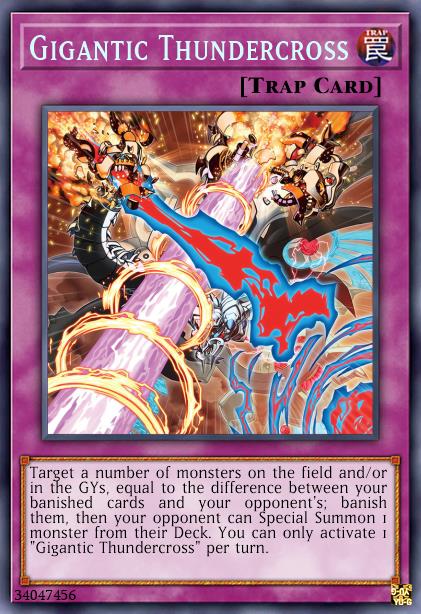 Gigantic Thundercross
TRAP
罠
[Trap Card]
Target a number of monsters on the field and/or
in the GYs, equal to the difference between your
banished cards and your opponent's; banish
them, then your opponent can Special Summon 1
monster from their Deck. You can only activate 1
"Gigantic Thundercross" per turn.
34047456